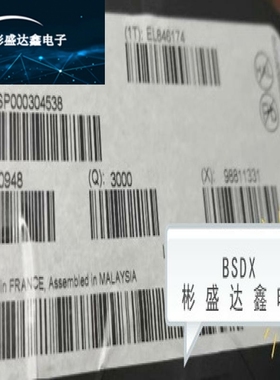 彬盛达鑫电子
(1T): EL846174
SP000304538
0948
(Q): 3000
(X): 98811331
in FRANCE, Assembled in MALAYSIA
BSDX
彬 盛 达 鑫 电